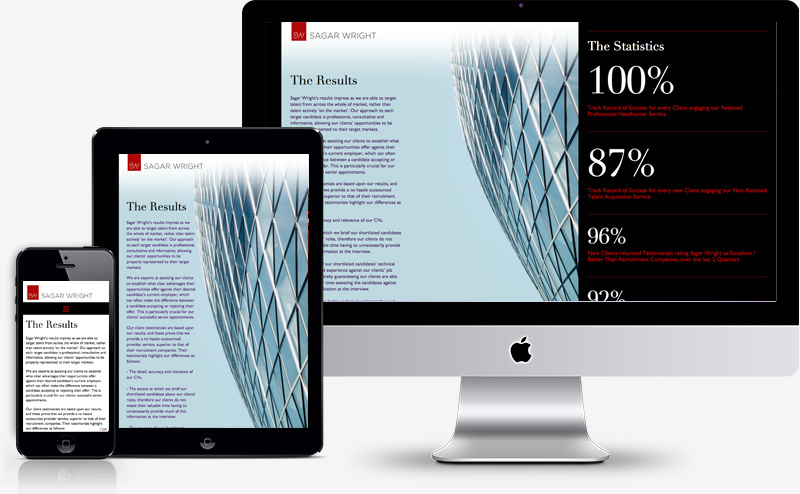 SW SAGAR WRIGHT
The Results
Sagar Wright's results impress as we are able to target
talent from across the whole of market, rather than
talent actively 'on the market'. Our approach to each
target candidate is professional, consultative and
informative, allowing our clients' opportunities to be
represented to their target markets.
at assisting our clients to establish what
their opportunities offer against their
's current employer, which can often
ence between a candidate accepting or
offer. This is particularly crucial for our
senior appointments.
monials are based upon our results, and
we provide a no hassle outsourced
superior to that of their recruitment
testimonials highlight our differences as
accuracy and relevance of our CVs.
which we brief our shortlisted candidates
roles, therefore our clients do not
time having to unnecessarily provide
at the interview.
our shortlisted candidates' technical
experience against our clients' job
guaranteeing our clients are able
time assessing the candidates against
at the interview.
The Statistics
100%
Track Record of Success for every Client engaging our Retained
Professional Headhunter Service
87%
Track Record of Success for every new Client engaging our Non-Retained
Talent Acquisition Service
96%
New Clients returned Testimonials rating Sagar Wright as Excellent /
Better Than Recruitment Companies, over the last 2 Quarters
92%
SW SAGAR WRIGHT
The Results
Sagar Wright's results impress as we
are able to target talent from across
the whole of market, rather than talent
actively 'on the market'. Our approach
to each target candidate is professional,
consultative and informative, allowing
our clients' opportunities to be
properly represented to their target
markets.
We are experts at assisting our clients to
establish what clear advantages their
opportunities offer against their desired
candidate's current employer, which
can often make the difference between
a candidate accepting or rejecting their
offer. This is particularly crucial for
our clients' successful senior appointments.
Our client testimonials are based upon
our results, and these prove that we
provide a no hassle outsourced
provider service, superior to that of
their recruitment companies. Their
testimonials highlight our differences as
follows:-
- The detail, accuracy and relevance of
our CVs.
- The extent at which we brief our
shortlisted candidates about our clients'
roles, therefore our clients do not
waste their valuable time having to
unnecessarily provide much of this
information at the interview.
SW SAGAR WRIGHT
The Results
Sagar Wright's results impress as we are able to
target talent from across the whole of market, rather
than talent actively 'on the market'. Our approach to
each target candidate is professional, consultative and
informative, allowing our clients' opportunities to be
properly represented to their target markets.
We are experts at assisting our clients to establish
what clear advantages their opportunities offer
against their desired candidate's current employer,
which can often make the difference between a
candidate accepting or rejecting their offer. This is
particularly crucial for our clients' successful senior
appointments.
Our client testimonials are based upon our results,
and these prove that we provide a no hassle
outsourced provider service, superior to that of their
recruitment companies. Their testimonials highlight
our differences as follows:-